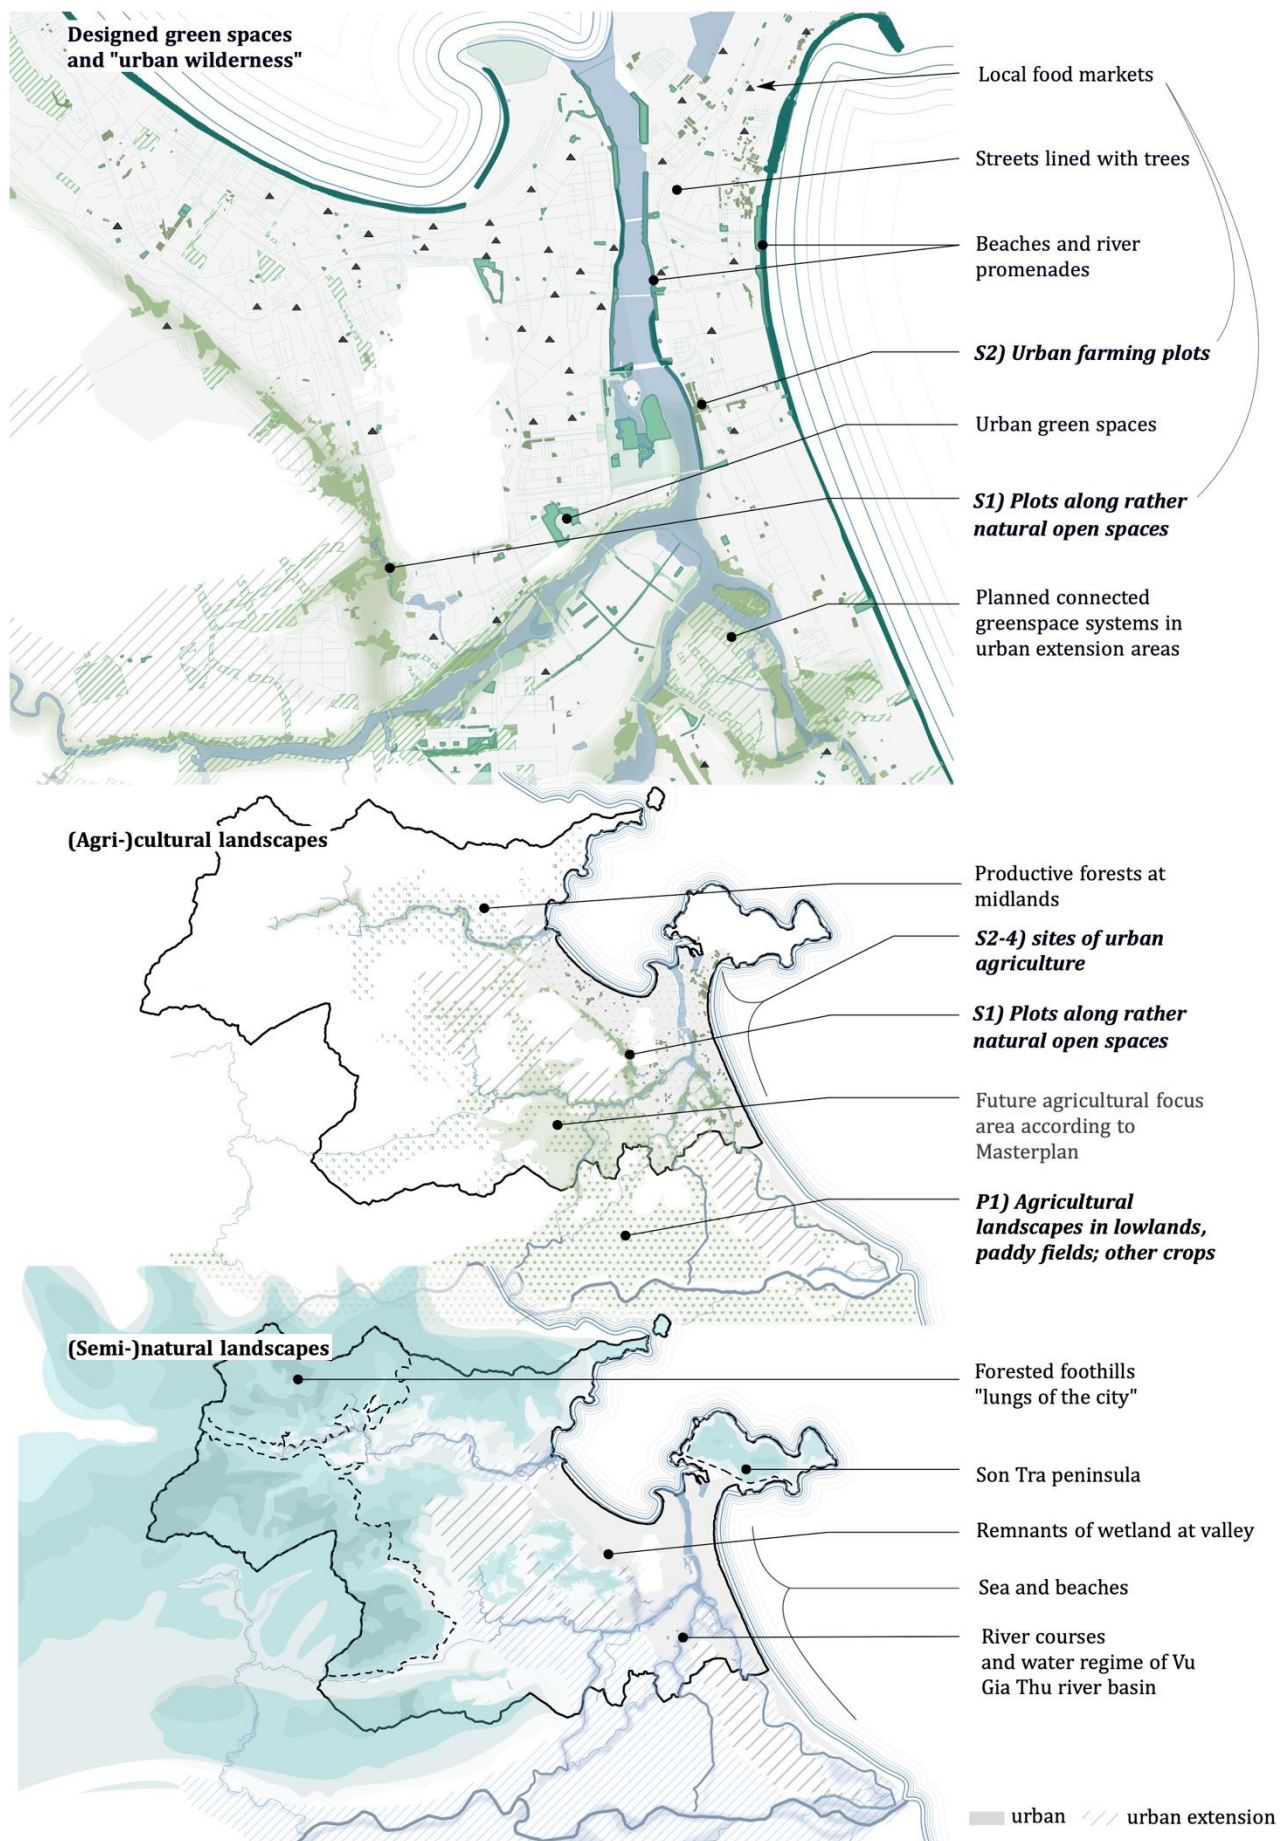 Designed green spaces
and "urban wilderness"
Local food markets
Streets lined with trees
Beaches and river
promenades
S2) Urban farming plots
Urban green spaces
S1) Plots along rather
natural open spaces
Planned connected
greenspace systems in
urban extension areas
(Agri-)cultural landscapes
Productive forests at
midlands
S2-4) sites of urban
agriculture
S1) Plots along rather
natural open spaces
Future agricultural focus
area according to
Masterplan
P1) Agricultural
landscapes in lowlands,
paddy fields; other crops
(Semi-)natural landscapes
Forested foothills
"lungs of the city"
Son Tra peninsula
Remnants of wetland at valley
Sea and beaches
River courses
and water regime of Vu
Gia Thu river basin
urban
urban extension